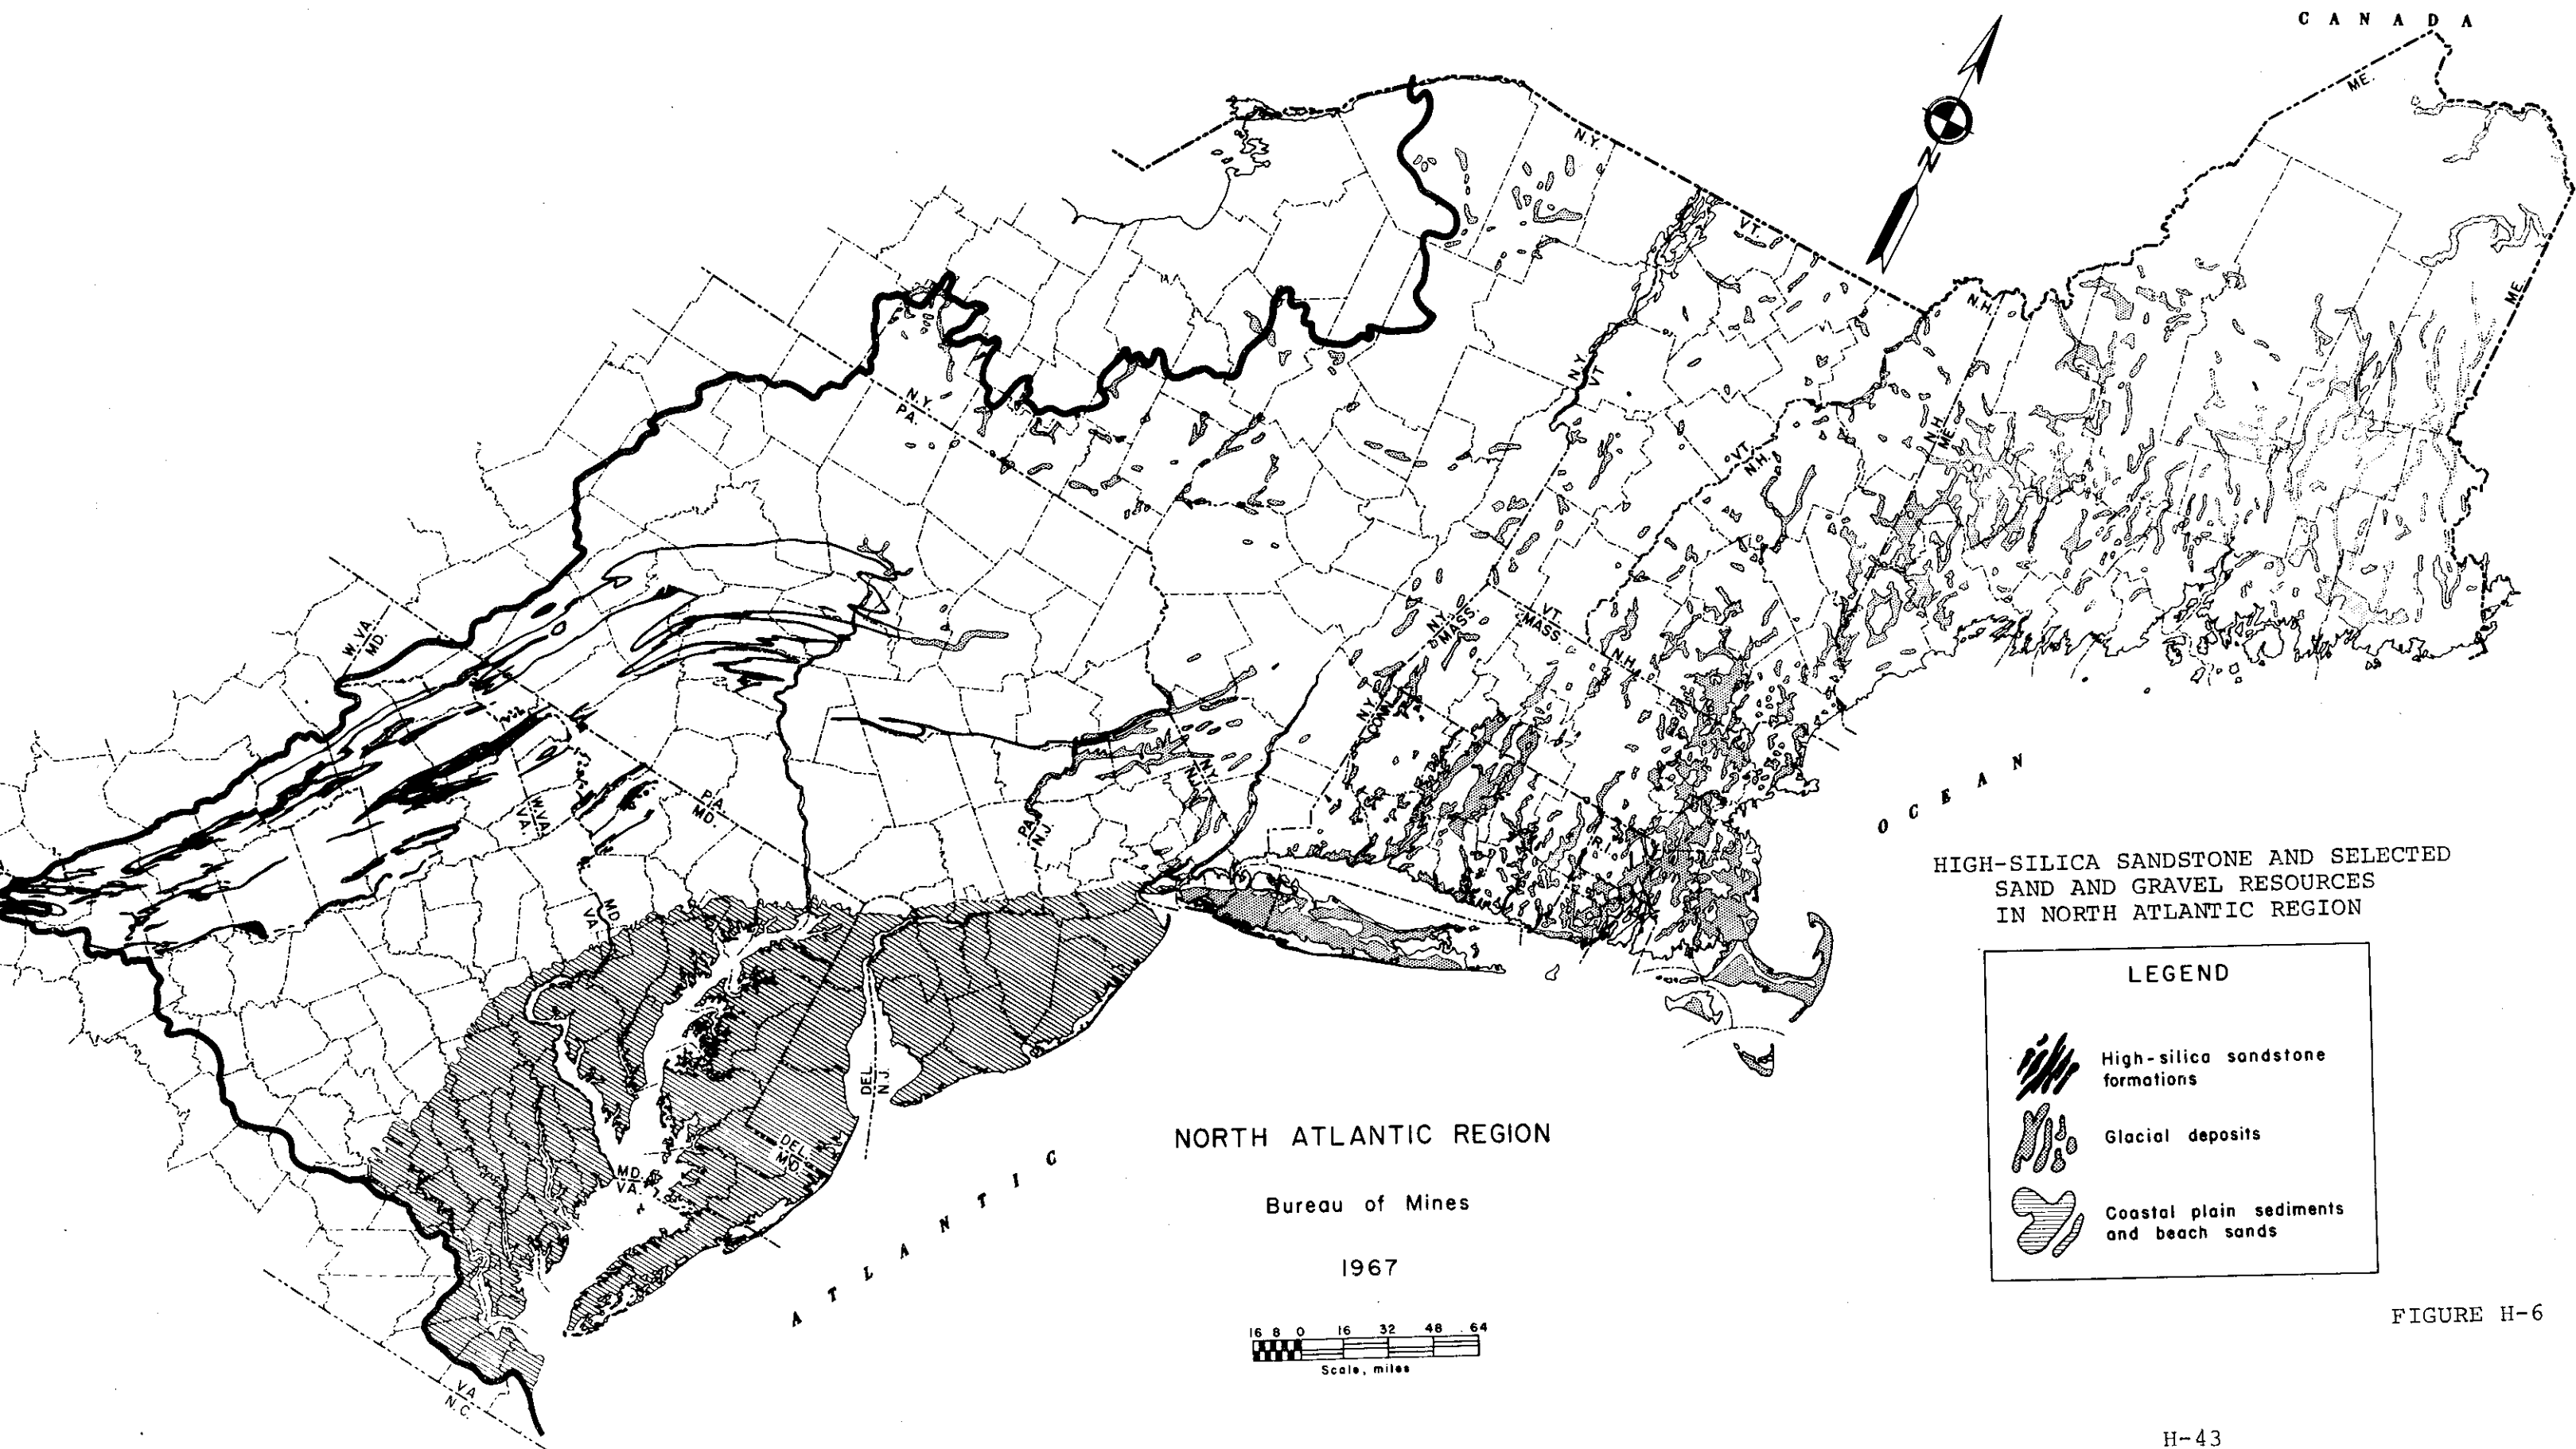 CANADA
ME.
N
N.Y.
VT.
N.H.
ME.
N.Y.
VT
N.Y.
PA.
VT.
N.H.
N.H.
ME.
W.VA.
MD.
N.Y.
MASS.
VT.
MASS.
N.H.
N.Y.
CONN.
N.Y.
N.J.
PA.
MD.
W.VA.
VA.
PA.
N.J.
R.I.
MD.
VA.
DEL.
N.J.
DEL.
MD.
MD.
VA.
VA
N.C.
ATLANTIC OCEAN
HIGH-SILICA SANDSTONE AND SELECTED
SAND AND GRAVEL RESOURCES
IN NORTH ATLANTIC REGION
LEGEND
High-silica sandstone
formations
Glacial deposits
Coastal plain sediments
and beach sands
NORTH ATLANTIC REGION
Bureau of Mines
1967
16 8 0 16 32 48 64
Scale, miles
FIGURE H-6
H-43